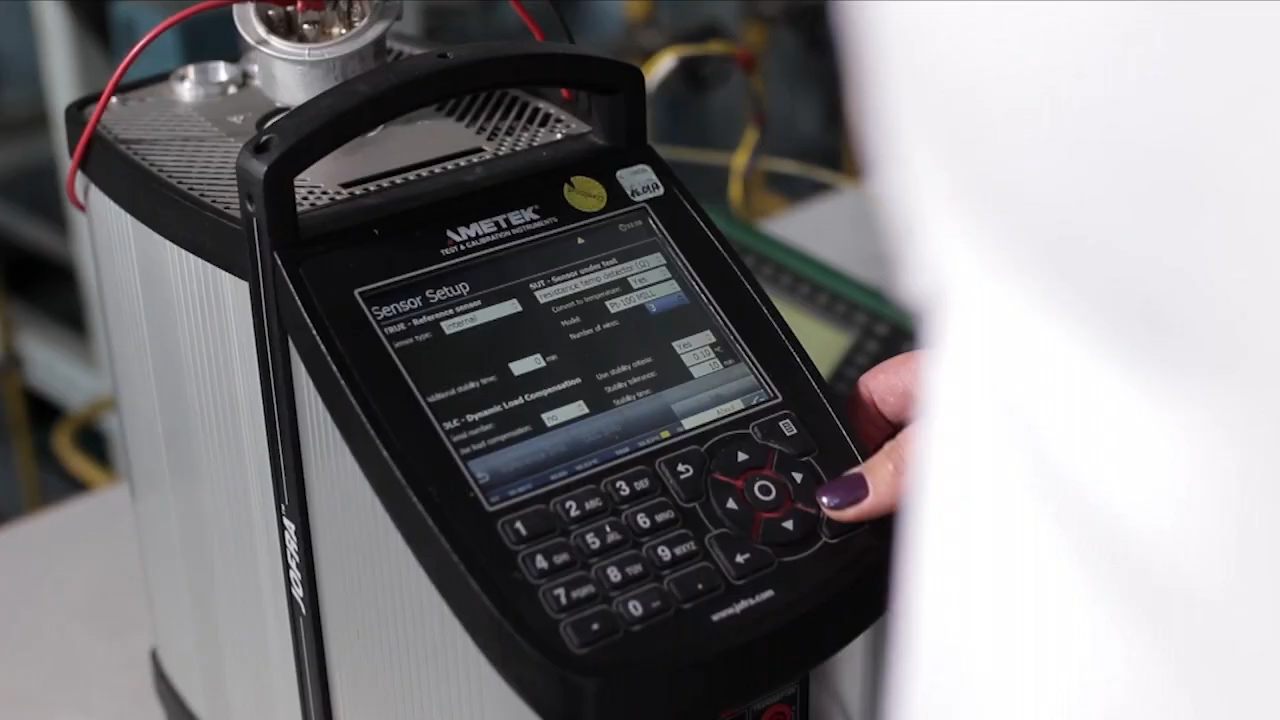 AMETEK
TEST & CALIBRATION INSTRUMENTS
Sensor Setup
TRUE - Reference sensor
Sensor type: Internal
SUT - Sensor under test
resistance temp detector (Ω)
Convert to temperature: Yes
Model: Pt-100 MILL
Number of wires: 3
Additional stability time: 0 min
Use stability criteria: Yes
Stability tolerance: 0.10 °C
Stability time: 10 min
DLC - Dynamic Load Compensation
Serial number:
Use load compensation: no
1
2 ABC
3 DEF
4 GHI
5 JKL
6 MNO
7 PQRS
8 TUV
9 WXYZ
0
www.jofra.com
JOFRA